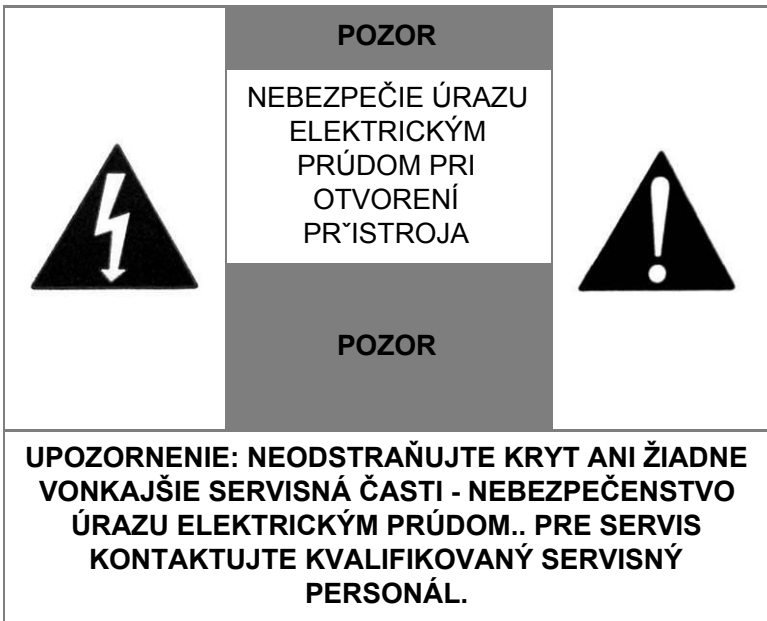 POZOR
NEBEZPEČIE ÚRAZU
ELEKTRICKÝM
PRÚDOM PRI
OTVORENÍ
PRˇISTROJA
POZOR
UPOZORNENIE: NEODSTRAŇUJTE KRYT ANI ŽIADNE
VONKAJŠIE SERVISNÁ ČASTI - NEBEZPEČENSTVO
ÚRAZU ELEKTRICKÝM PRÚDOM.. PRE SERVIS
KONTAKTUJTE KVALIFIKOVANÝ SERVISNÝ
PERSONÁL.